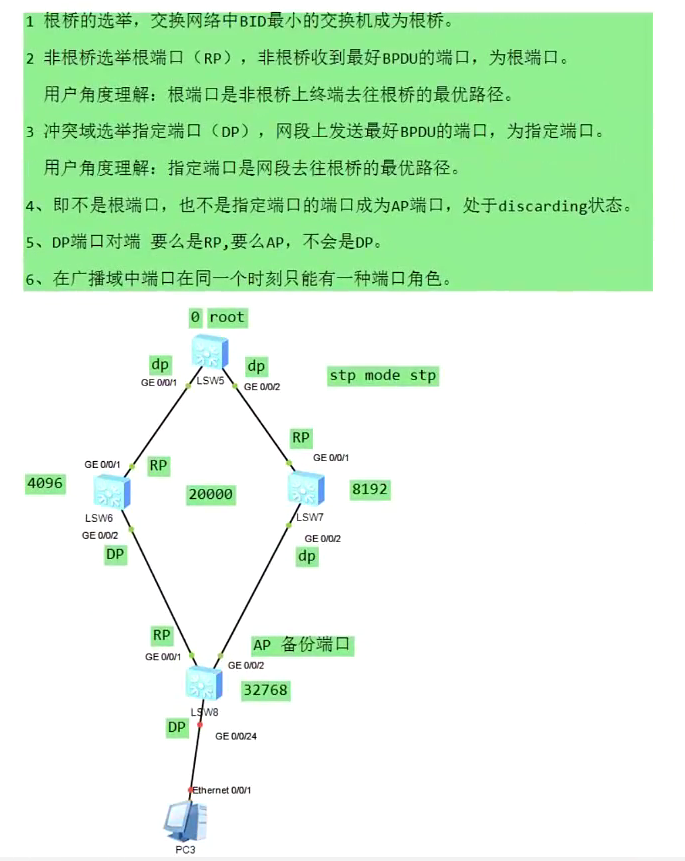 1 根桥的选举，交换网络中BID最小的交换机成为根桥。
2 非根桥选举根端口（RP），非根桥收到最好BPDU的端口，为根端口。
用户角度理解：根端口是非根桥上终端去往根桥的最优路径。
3 冲突域选举指定端口（DP），网段上发送最好BPDU的端口，为指定端口。
用户角度理解：指定端口是网段去往根桥的最优路径。
4、即不是根端口，也不是指定端口的端口成为AP端口，处于discarding状态。
5、DP端口对端 要么是RP,要么AP，不会是DP。
6、在广播域中端口在同一个时刻只能有一种端口角色。
0 root
dp
dp
GE 0/0/1
LSW5
GE 0/0/2
stp mode stp
RP
GE 0/0/1
GE 0/0/1
RP
4096
20000
8192
LSW6
LSW7
GE 0/0/2
GE 0/0/2
DP
dp
RP
AP 备份端口
GE 0/0/1
GE 0/0/2
32768
LSW8
DP
GE 0/0/24
Ethernet 0/0/1
PC3